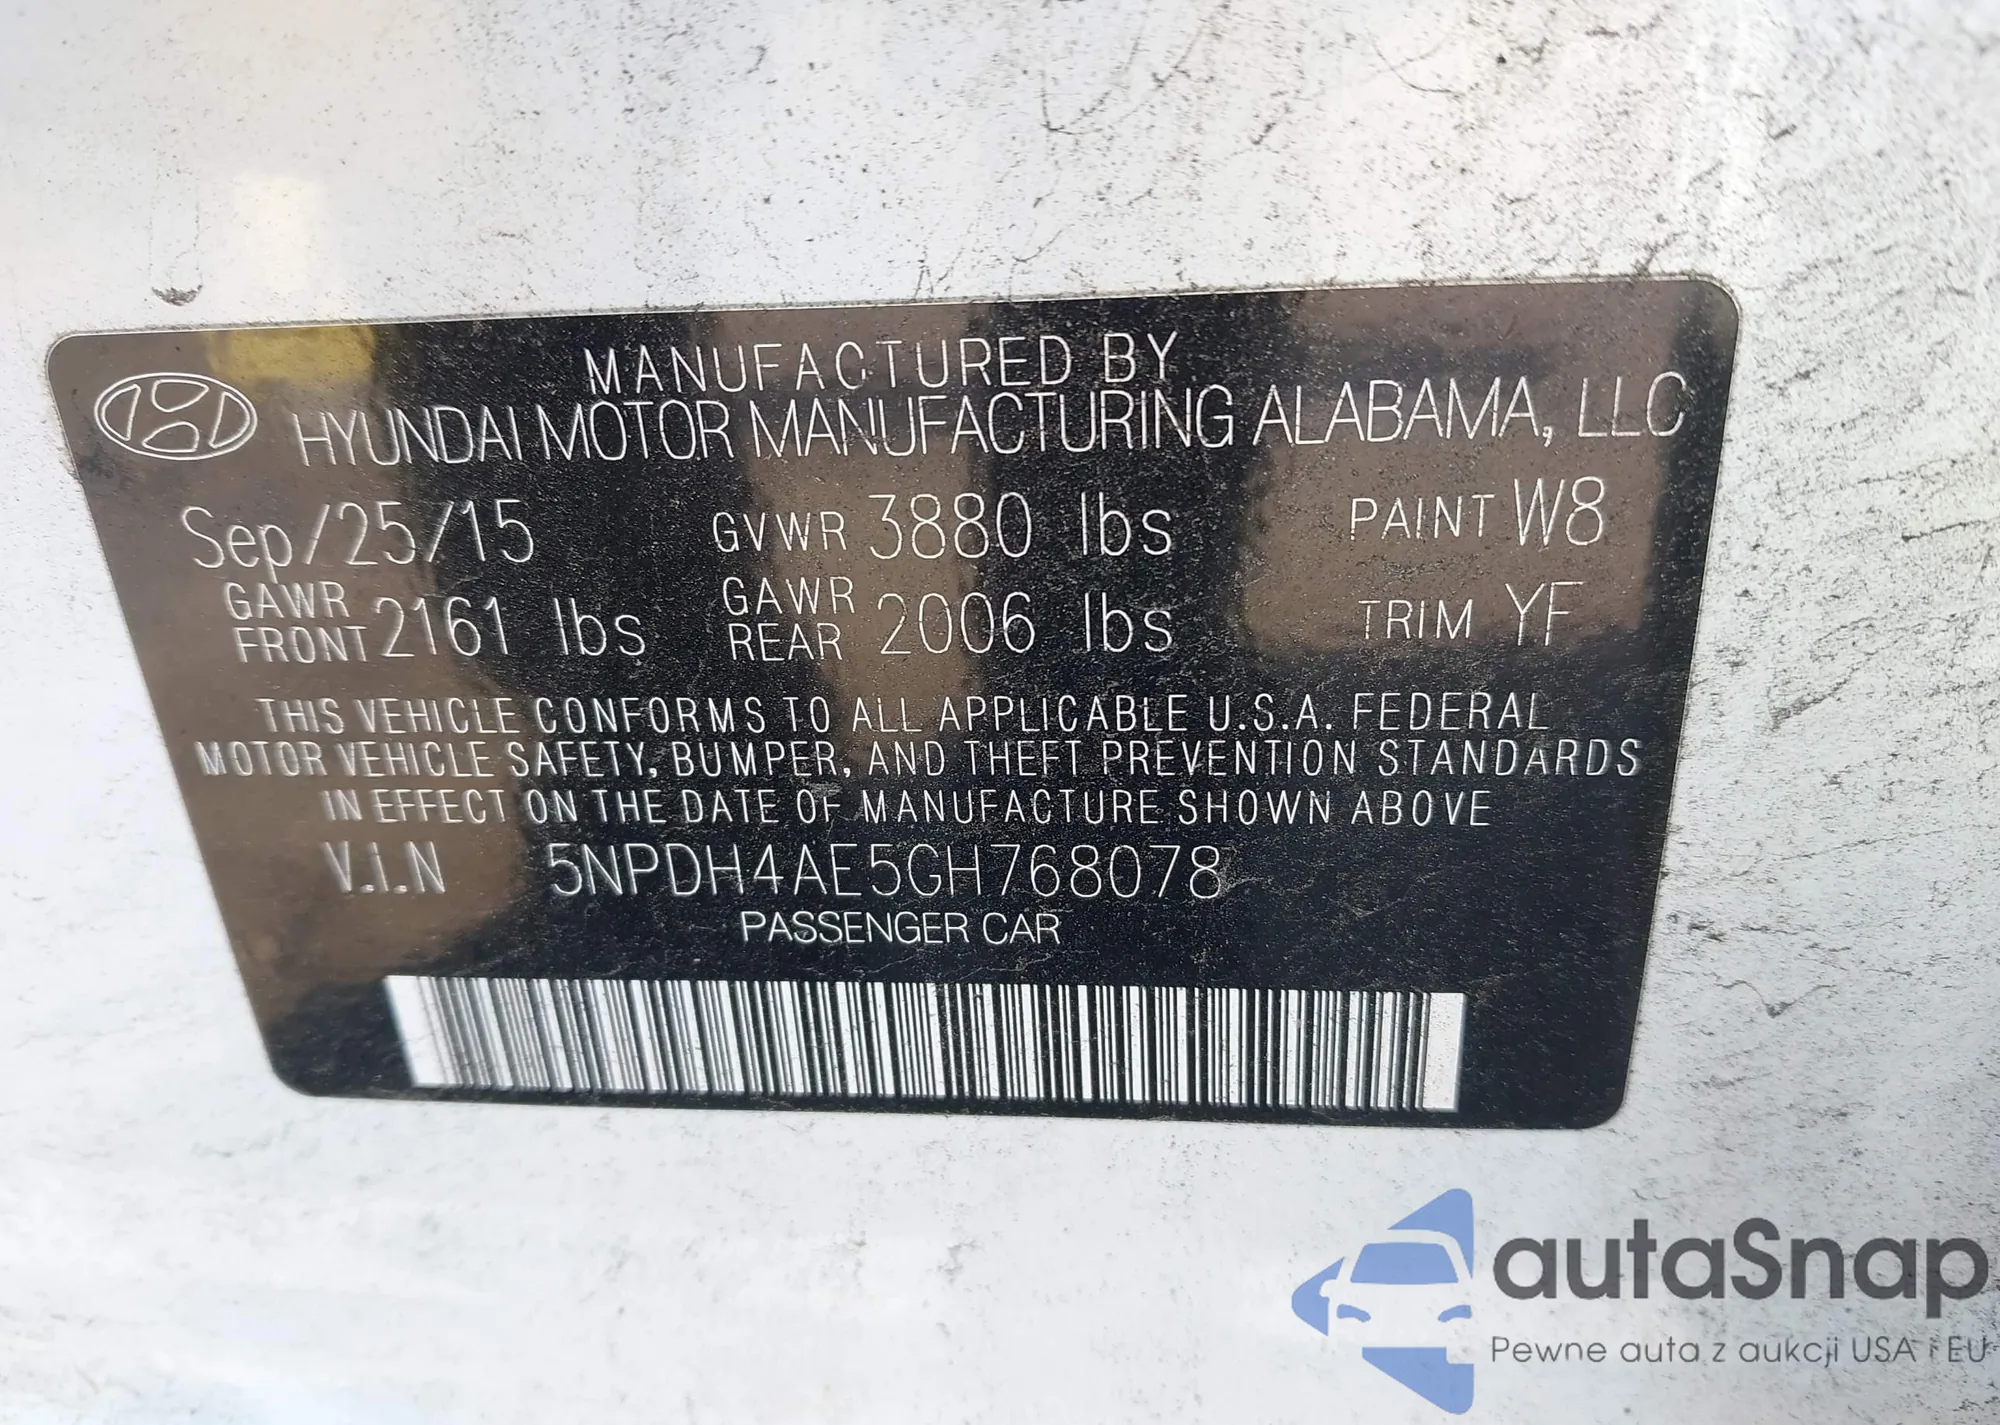 MANUFACTURED BY
HYUNDAI MOTOR MANUFACTURING ALABAMA, LLC
Sep/25/15 GVWR 3880 lbs PAINT W8
GAWR FRONT 2161 lbs GAWR REAR 2006 lbs TRIM YF
THIS VEHICLE CONFORMS TO ALL APPLICABLE U.S.A. FEDERAL
MOTOR VEHICLE SAFETY, BUMPER, AND THEFT PREVENTION STANDARDS
IN EFFECT ON THE DATE OF MANUFACTURE SHOWN ABOVE
V.I.N 5NPDH4AE5GH768078
PASSENGER CAR
autaSnap
Pewne auta z aukcji USA i EU